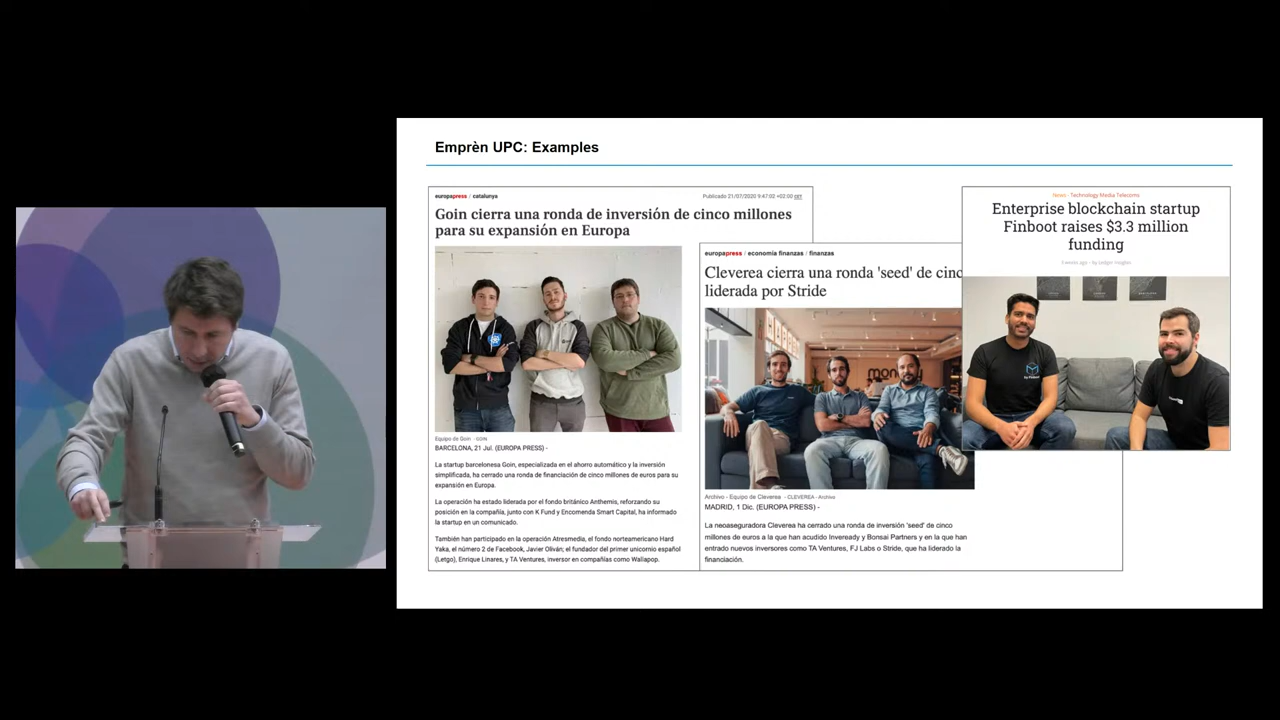 Emprèn UPC: Examples
europapress / catalunya
Publicado 21/07/2020 9:47:03 +02:00 CET
Goin cierra una ronda de inversión de cinco millones
para su expansión en Europa
Equipo de Goin - GOIN
BARCELONA, 21 Jul. (EUROPA PRESS) -
La startup barcelonesa Goin, especializada en el ahorro automático y la inversión
simplificada, ha cerrado una ronda de financiación de cinco millones de euros para su
expansión en Europa.
La operación ha estado liderada por el fondo británico Anthemis, reforzando su
posición en la compañía, junto con K Fund y Encomenda Smart Capital, ha informado
la startup en un comunicado.
También han participado en la operación Atresmedia, el fondo norteamericano Hard
Yaka, el número 2 de Facebook, Javier Oliván; el fundador del primer unicornio español
(Letgo), Enrique Linares, y TA Ventures, inversor en compañías como Wallapop.
europapress / economía finanzas / finanzas
Cleverea cierra una ronda 'seed' de cinc
liderada por Stride
Archivo - Equipo de Cleverea - CLEVEREA - Archivo
MADRID, 1 Dic. (EUROPA PRESS) -
La neoaseguradora Cleverea ha cerrado una ronda de inversión 'seed' de cinco
millones de euros a la que han acudido Inveready y Bonsai Partners y en la que han
entrado nuevos inversores como TA Ventures, FJ Labs o Stride, que ha liderado la
financiación.
News - Technology Media Telecoms
Enterprise blockchain startup
Finboot raises $3.3 million
funding
3 weeks ago - by Ledger Insights